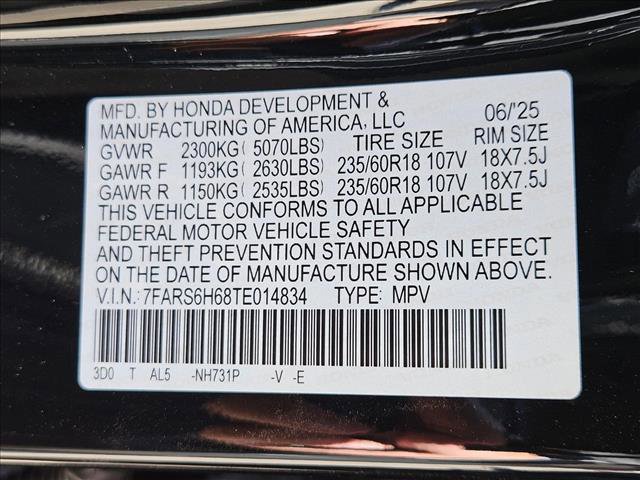 MFD. BY HONDA DEVELOPMENT & 06/'25
MANUFACTURING OF AMERICA, LLC
GVWR 2300KG( 5070LBS) TIRE SIZE RIM SIZE
GAWR F 1193KG( 2630LBS) 235/60R18 107V 18X7.5J
GAWR R 1150KG( 2535LBS) 235/60R18 107V 18X7.5J
THIS VEHICLE CONFORMS TO ALL APPLICABLE
FEDERAL MOTOR VEHICLE SAFETY
AND THEFT PREVENTION STANDARDS IN EFFECT
ON THE DATE OF MANUFACTURE SHOWN ABOVE.
V.I.N.: 7FARS6H68TE014834 TYPE: MPV
3D0 T AL5 -NH731P -V -E